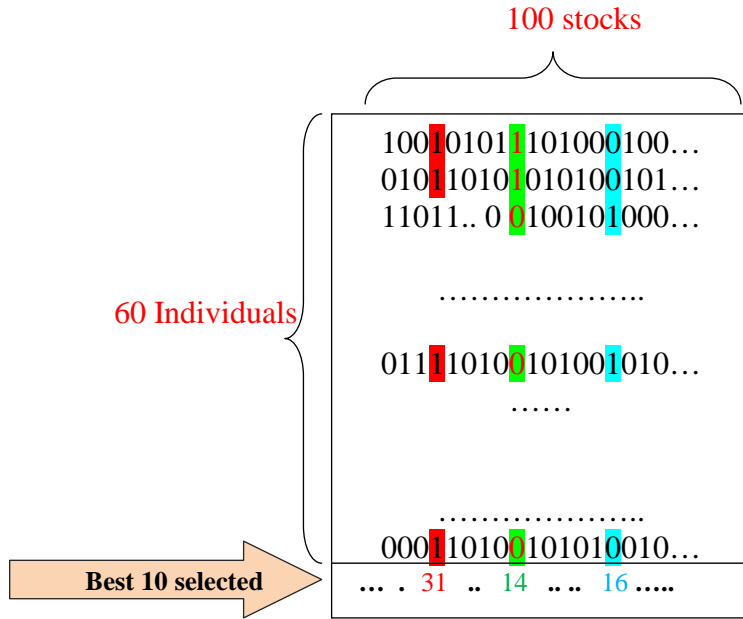 100 stocks
100101011101000100…
010110101010100101…
11011.. 0 0100101000…
………………..
60 Individuals
011110100101001010…
……
………………..
000110100101010010…
Best 10 selected
… . 31 .. 14 .. .. 16 …..